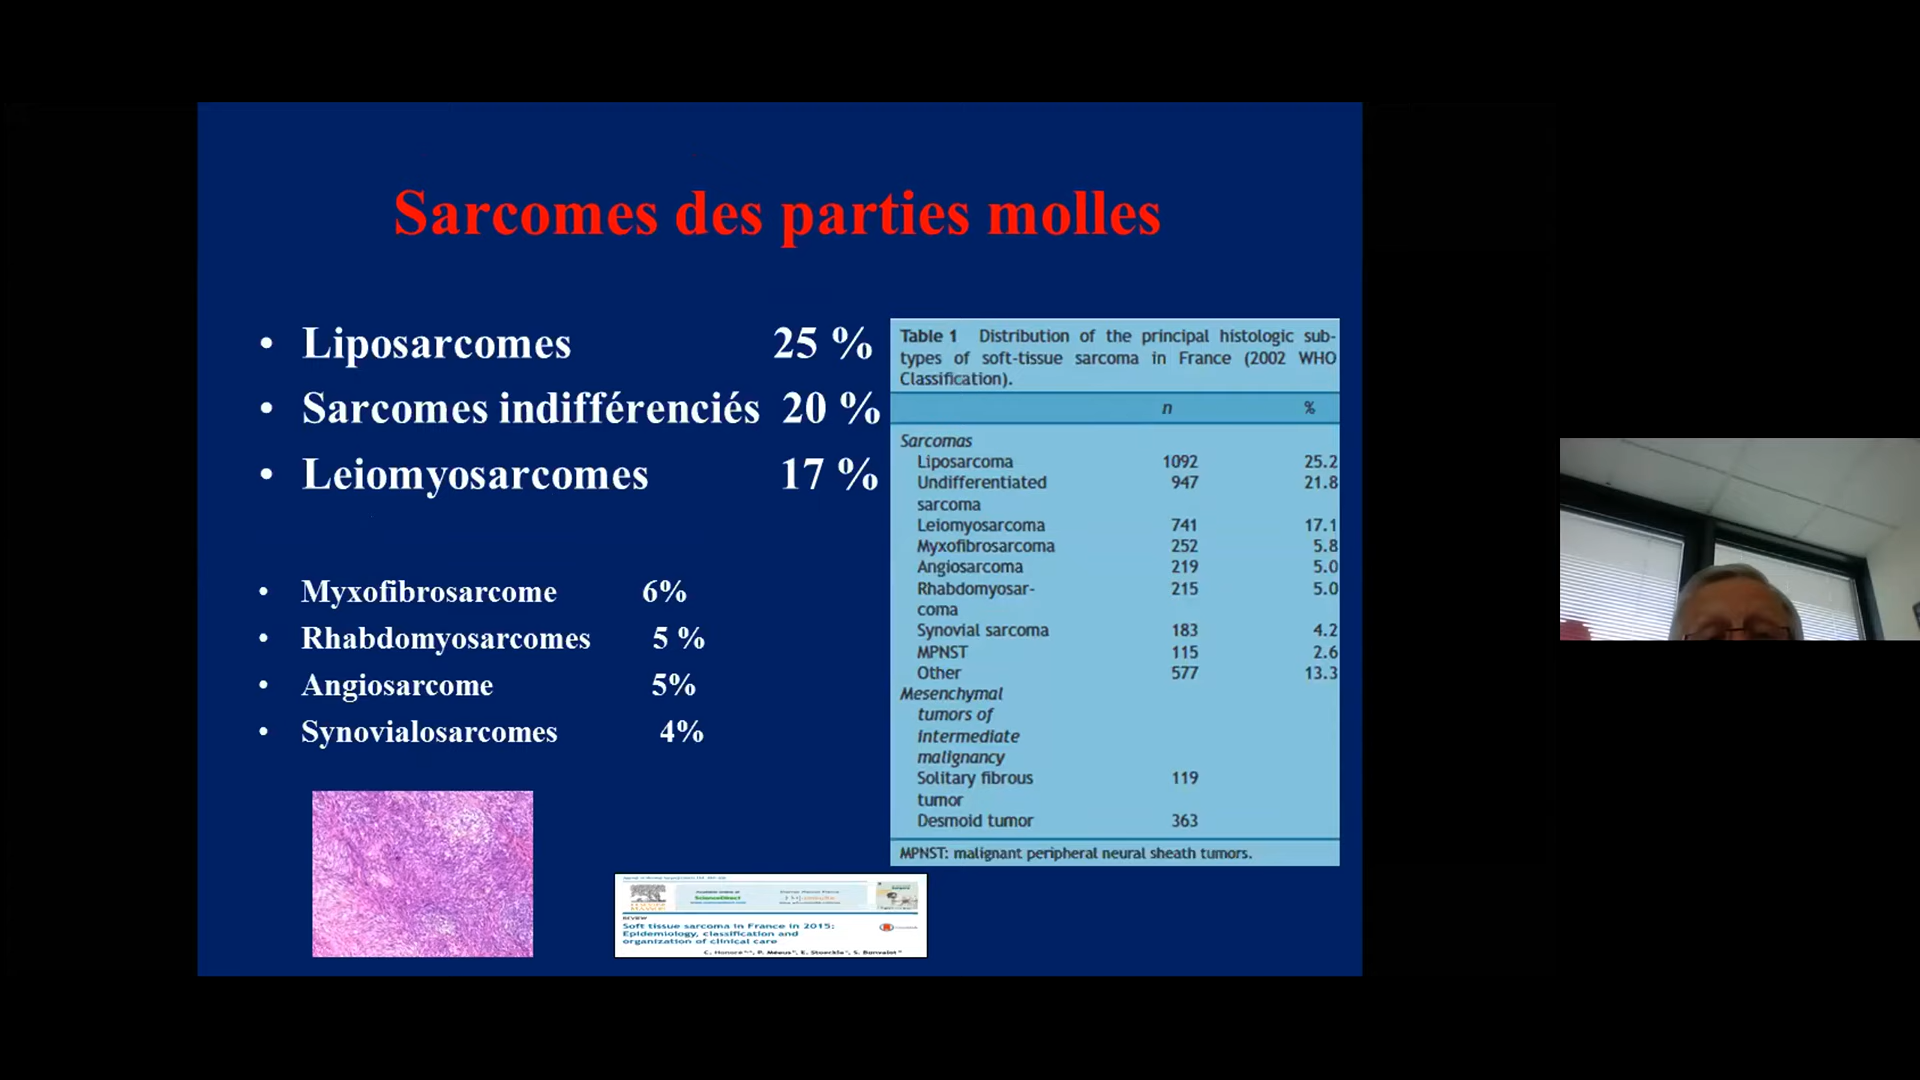 Sarcomes des parties molles
• Liposarcomes 25 %
• Sarcomes indifférenciés 20 %
• Leiomyosarcomes 17 %
• Myxofibrosarcome 6%
• Rhabdomyosarcomes 5 %
• Angiosarcome 5%
• Synovialosarcomes 4%
Table 1 Distribution of the principal histologic sub-
types of soft-tissue sarcoma in France (2002 WHO
Classification).
n %
Sarcomas
Liposarcoma 1092 25.2
Undifferentiated 947 21.8
sarcoma
Leiomyosarcoma 741 17.1
Myxofibrosarcoma 252 5.8
Angiosarcoma 219 5.0
Rhabdomyosar- 215 5.0
coma
Synovial sarcoma 183 4.2
MPNST 115 2.6
Other 577 13.3
Mesenchymal
tumors of
intermediate
malignancy
Solitary fibrous 119
tumor
Desmoid tumor 363
MPNST: malignant peripheral neural sheath tumors.
ScienceDirect
REVIEW
Soft tissue sarcoma in France in 2015:
Epidemiology, classification and
organization of clinical care